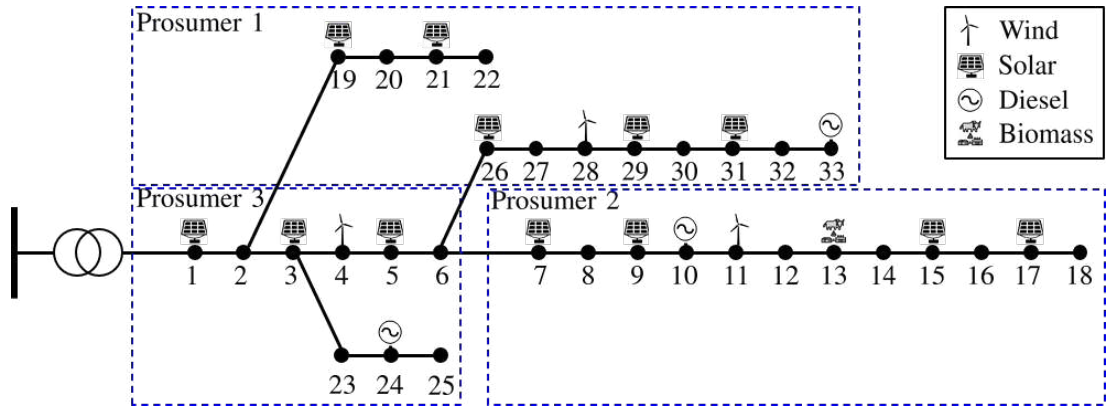 Prosumer 1
Wind
Solar
Diesel
Biomass
19 20 21 22
26 27 28 29 30 31 32 33
Prosumer 3
Prosumer 2
1 2 3 4 5 6 7 8 9 10 11 12 13 14 15 16 17 18
23 24 25